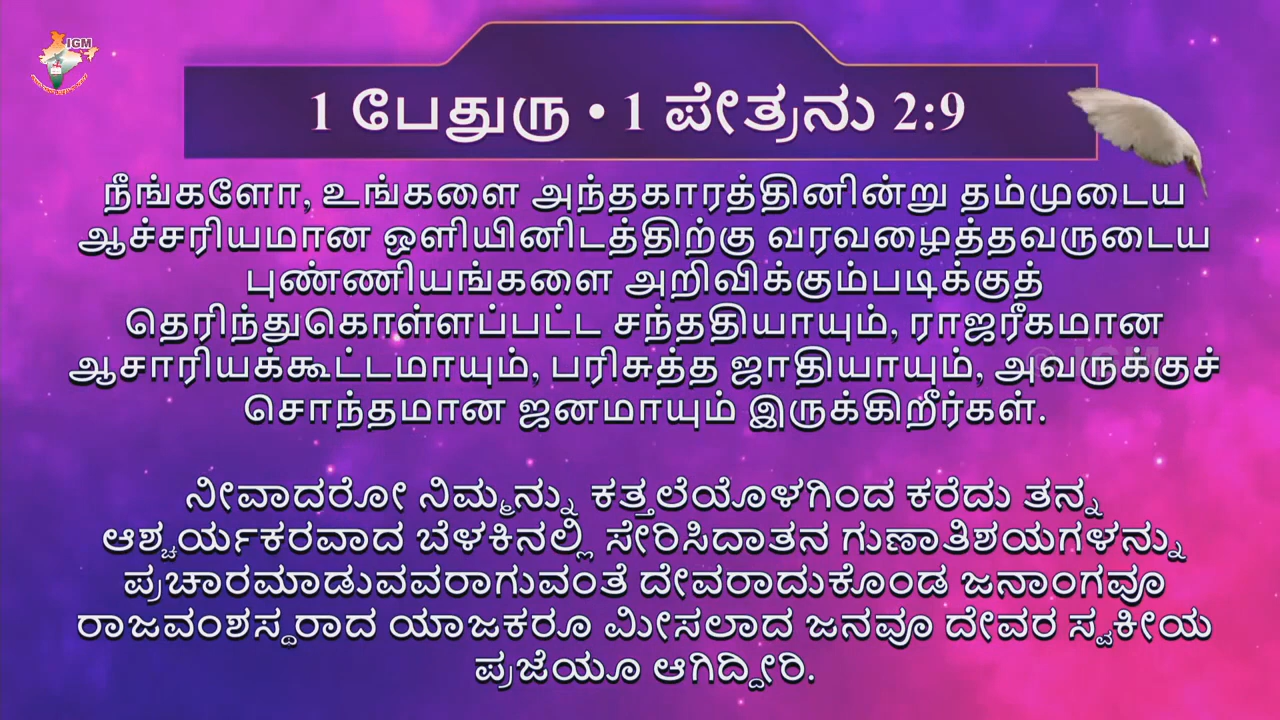 IGM
1 பேதுரு • 1 ಪೇತ್ರನು 2:9
நீங்களோ, உங்களை அந்தகாரத்தினின்று தம்முடைய
ஆச்சரியமான ஒளியினிடத்திற்கு வரவழைத்தவருடைய
புண்ணியங்களை அறிவிக்கும்படிக்குத்
தெரிந்துகொள்ளப்பட்ட சந்ததியாயும், ராஜரீகமான
ஆசாரியக்கூட்டமாயும், பரிசுத்த ஜாதியாயும், அவருக்குச்
சொந்தமான ஜனமாயும் இருக்கிறீர்கள்.
ನೀವಾದರೋ ನಿಮ್ಮನ್ನು ಕತ್ತಲೆಯೊಳಗಿಂದ ಕರೆದು ತನ್ನ
ಆಶ್ಚರ್ಯಕರವಾದ ಬೆಳಕಿನಲ್ಲಿ ಸೇರಿಸಿದಾತನ ಗುಣಾತಿಶಯಗಳನ್ನು
ಪ್ರಚಾರಮಾಡುವವರಾಗುವಂತೆ ದೇವರಾದುಕೊಂಡ ಜನಾಂಗವೂ
ರಾಜವಂಶಸ್ಥರಾದ ಯಾಜಕರೂ ಮೀಸಲಾದ ಜನವೂ ದೇವರ ಸ್ವಕೀಯ
ಪ್ರಜೆಯೂ ಆಗಿದ್ದೀರಿ.